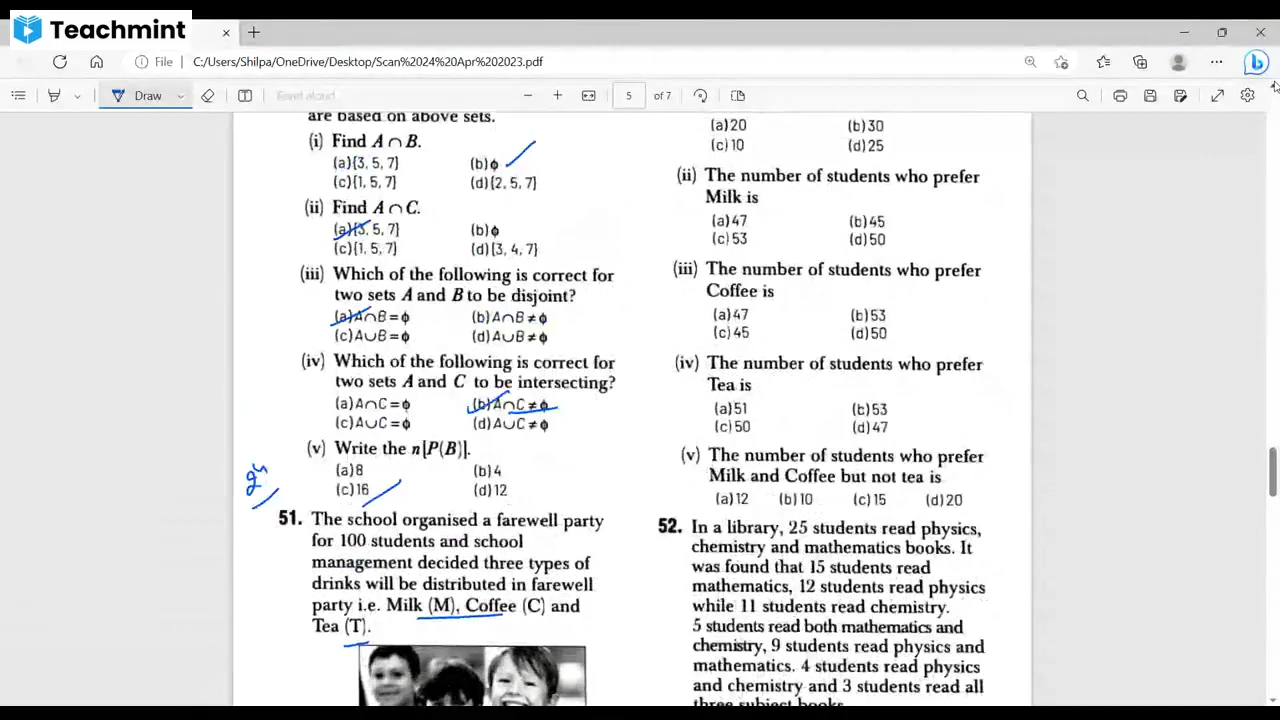 Teachmint
File
C:/Users/Shilpa/OneDrive/Desktop/Scan%2024%20Apr%202023.pdf
Draw
Read aloud
5 of 7
are based on above sets.
(i) Find A ∩ B.
(a){3, 5, 7} (b)ϕ
(c){1, 5, 7} (d){2, 5, 7}
(ii) Find A ∩ C.
(a){3, 5, 7} (b)ϕ
(c){1, 5, 7} (d){3, 4, 7}
(iii) Which of the following is correct for
two sets A and B to be disjoint?
(a)A∩B = ϕ (b)A∩B ≠ ϕ
(c)A∪B = ϕ (d)A∪B ≠ ϕ
(iv) Which of the following is correct for
two sets A and C to be intersecting?
(a)A∩C = ϕ (b)A∩C ≠ ϕ
(c)A∪C = ϕ (d)A∪C ≠ ϕ
(v) Write the n[P(B)].
(a)8 (b)4
(c)16 (d)12
2⁴
51. The school organised a farewell party
for 100 students and school
management decided three types of
drinks will be distributed in farewell
party i.e. Milk (M), Coffee (C) and
Tea (T).
(a)20 (b)30
(c)10 (d)25
(ii) The number of students who prefer
Milk is
(a)47 (b)45
(c)53 (d)50
(iii) The number of students who prefer
Coffee is
(a)47 (b)53
(c)45 (d)50
(iv) The number of students who prefer
Tea is
(a)51 (b)53
(c)50 (d)47
(v) The number of students who prefer
Milk and Coffee but not tea is
(a)12 (b)10 (c)15 (d)20
52. In a library, 25 students read physics,
chemistry and mathematics books. It
was found that 15 students read
mathematics, 12 students read physics
while 11 students read chemistry.
5 students read both mathematics and
chemistry, 9 students read physics and
mathematics. 4 students read physics
and chemistry and 3 students read all
three subject books.